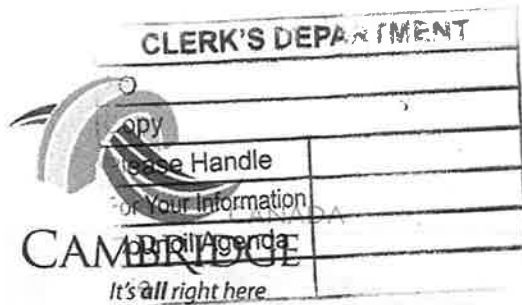 CLERK'S DEPARTMENT
Copy
Please Handle
For Your Information
CANADA
Council Agenda
CAMBRIDGE
It's all right here